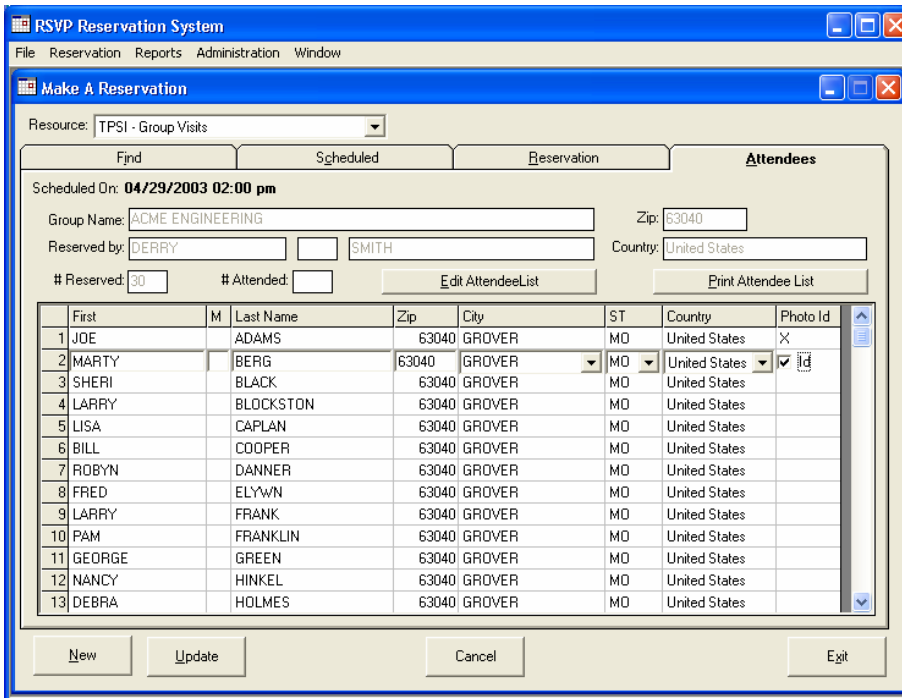 RSVP Reservation System
File Reservation Reports Administration Window
Make A Reservation
Resource: TPSI - Group Visits
Find Scheduled Reservation Attendees
Scheduled On: 04/29/2003 02:00 pm
Group Name: ACME ENGINEERING Zip: 63040
Reserved by: DERRY SMITH Country: United States
# Reserved: 30 # Attended: Edit AttendeeList Print Attendee List
First M Last Name Zip City ST Country Photo Id
1 JOE ADAMS 63040 GROVER MO United States X
2 MARTY BERG 63040 GROVER MO United States Id
3 SHERI BLACK 63040 GROVER MO United States
4 LARRY BLOCKSTON 63040 GROVER MO United States
5 LISA CAPLAN 63040 GROVER MO United States
6 BILL COOPER 63040 GROVER MO United States
7 ROBYN DANNER 63040 GROVER MO United States
8 FRED ELYWN 63040 GROVER MO United States
9 LARRY FRANK 63040 GROVER MO United States
10 PAM FRANKLIN 63040 GROVER MO United States
11 GEORGE GREEN 63040 GROVER MO United States
12 NANCY HINKEL 63040 GROVER MO United States
13 DEBRA HOLMES 63040 GROVER MO United States
New Update Cancel Exit